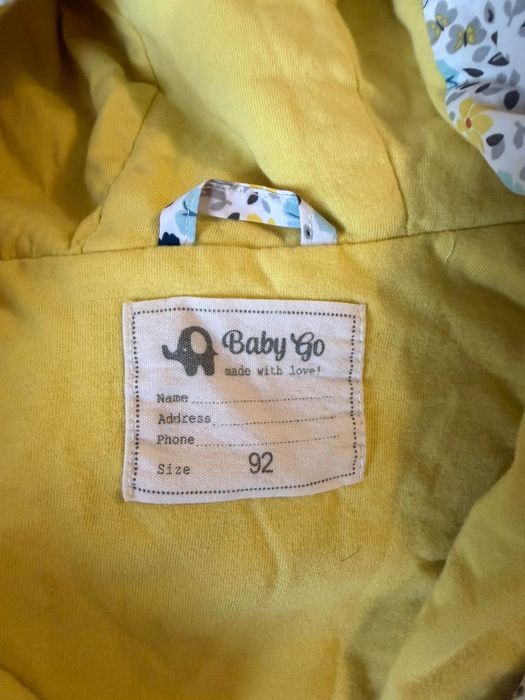 Baby Go
made with love!
Name
Address
Phone
Size 92